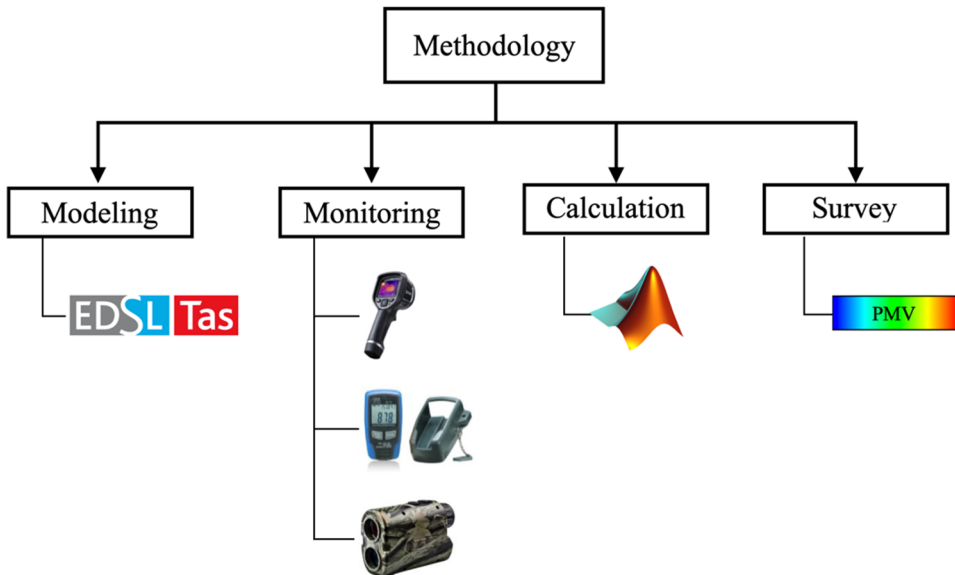 Methodology
Modeling
Monitoring
Calculation
Survey
EDSL Tas
PMV